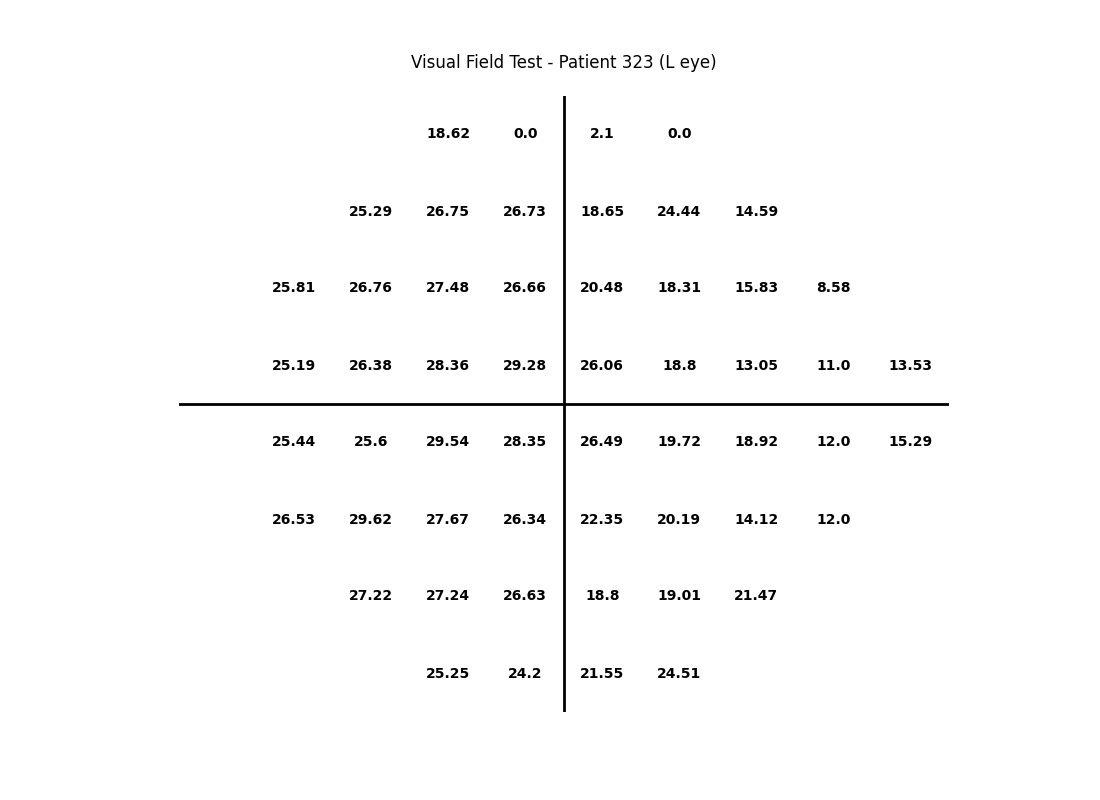 Visual Field Test - Patient 323 (L eye)
18.62 0.0 2.1 0.0
25.29 26.75 26.73 18.65 24.44 14.59
25.81 26.76 27.48 26.66 20.48 18.31 15.83 8.58
25.19 26.38 28.36 29.28 26.06 18.8 13.05 11.0 13.53
25.44 25.6 29.54 28.35 26.49 19.72 18.92 12.0 15.29
26.53 29.62 27.67 26.34 22.35 20.19 14.12 12.0
27.22 27.24 26.63 18.8 19.01 21.47
25.25 24.2 21.55 24.51